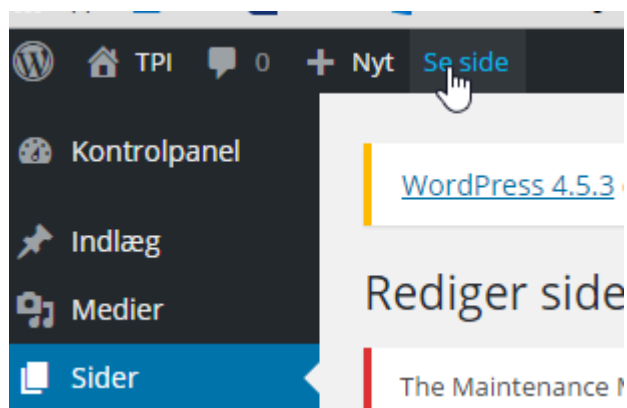 TPI 0 + Nyt Se side
Kontrolpanel
WordPress 4.5.3
Indlæg
Rediger side
Medier
Sider
The Maintenance